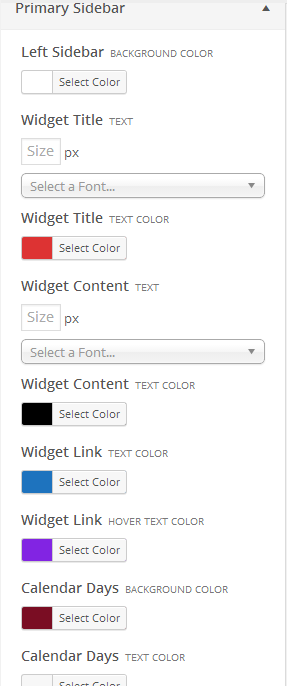 Primary Sidebar
Left Sidebar BACKGROUND COLOR
Select Color
Widget Title TEXT
Size px
Select a Font...
Widget Title TEXT COLOR
Select Color
Widget Content TEXT
Size px
Select a Font...
Widget Content TEXT COLOR
Select Color
Widget Link TEXT COLOR
Select Color
Widget Link HOVER TEXT COLOR
Select Color
Calendar Days BACKGROUND COLOR
Select Color
Calendar Days TEXT COLOR
Select Color